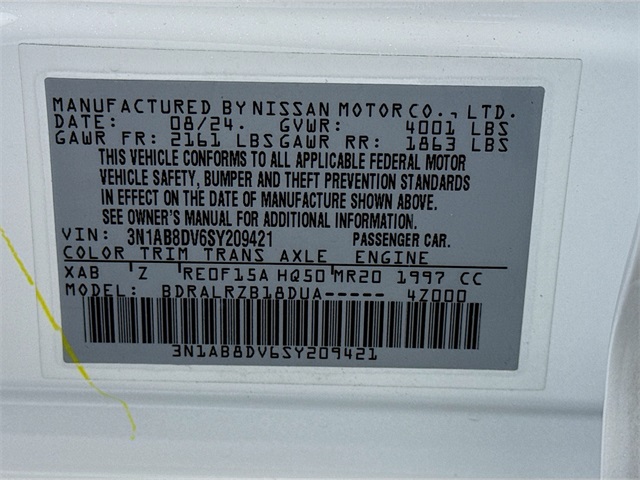 MANUFACTURED BY NISSAN MOTOR CO., LTD.
DATE: 08/24. GVWR: 4001 LBS
GAWR FR: 2161 LBS GAWR RR: 1863 LBS
THIS VEHICLE CONFORMS TO ALL APPLICABLE FEDERAL MOTOR
VEHICLE SAFETY, BUMPER AND THEFT PREVENTION STANDARDS
IN EFFECT ON THE DATE OF MANUFACTURE SHOWN ABOVE.
SEE OWNER'S MANUAL FOR ADDITIONAL INFORMATION.
VIN: 3N1AB8DV6SY209421 PASSENGER CAR.
COLOR TRIM TRANS AXLE ENGINE
XAB Z RE0F15A HQ50 MR20 1997 CC
MODEL: BDRALRZB18DUA----- 4Z000
3N1AB8DV6SY209421